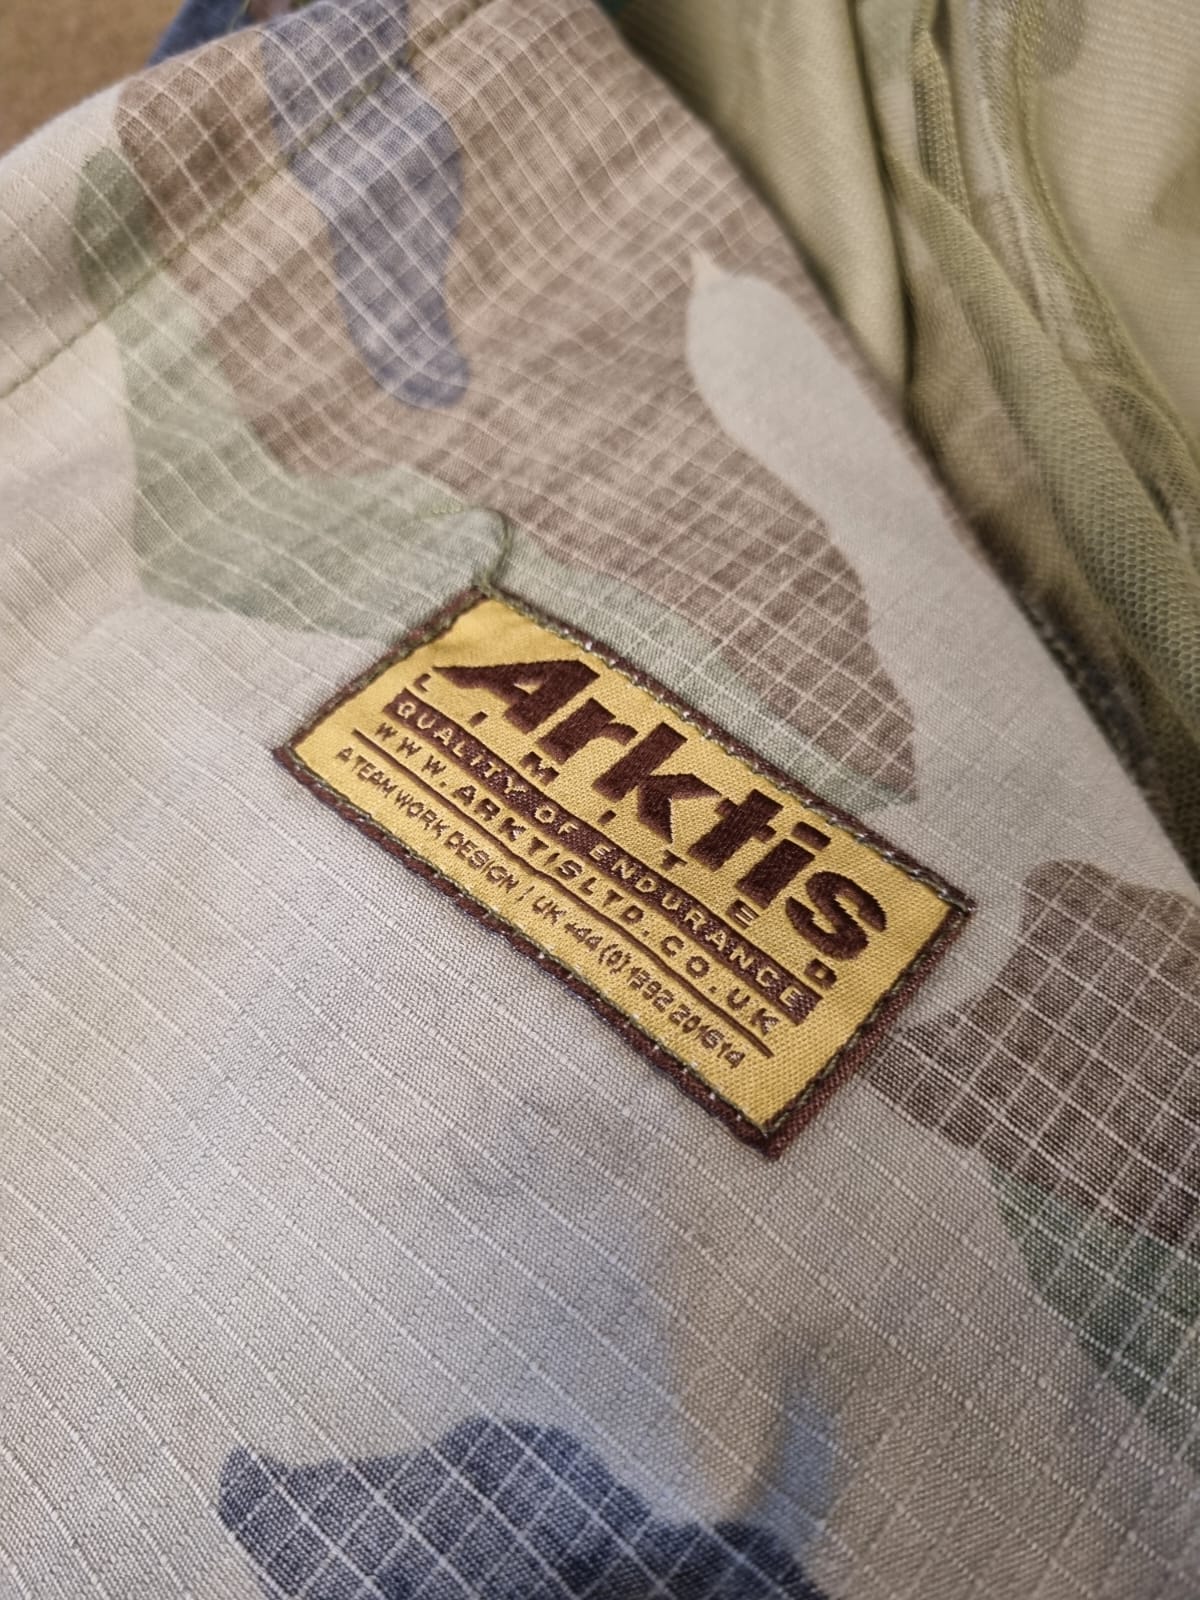 Arktis
LIMITED
QUALITY OF ENDURANCE
WWW.ARKTISLTD.CO.UK
A TEAM WORK DESIGN / UK +44 (0) 1392 201614